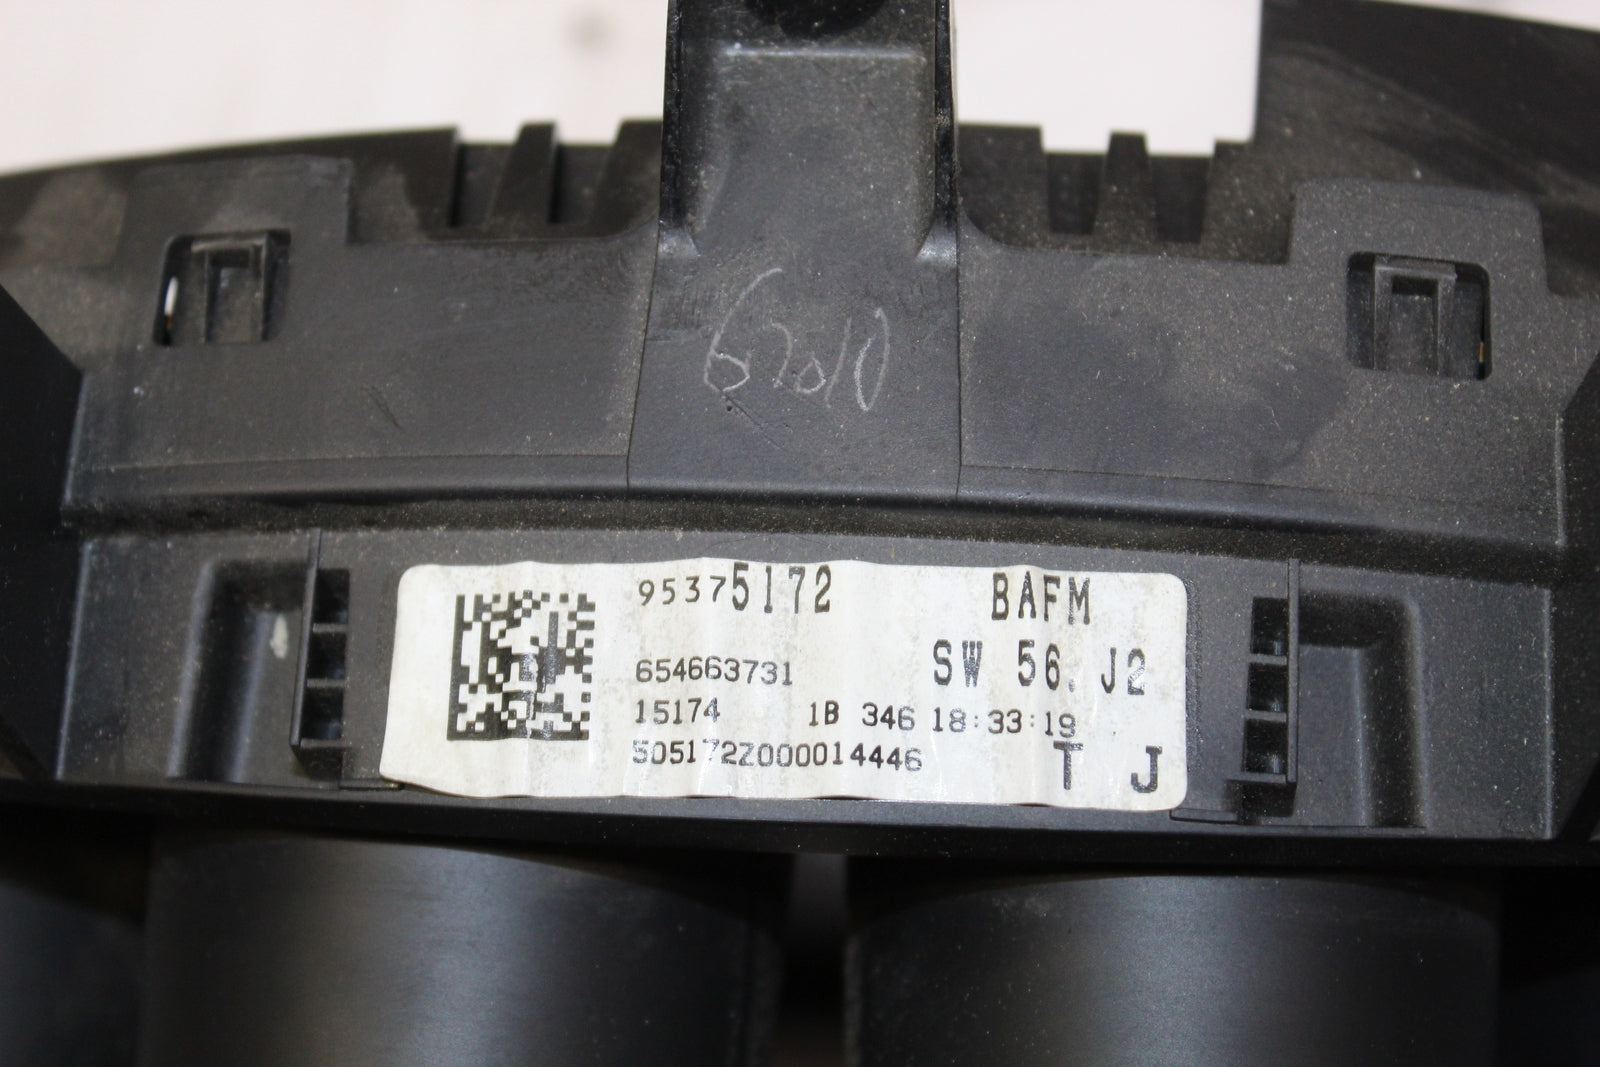 95375172 BAFM
654663731 SW 56. J2
15174 1B 346 18:33:19
505172Z000014446 T J